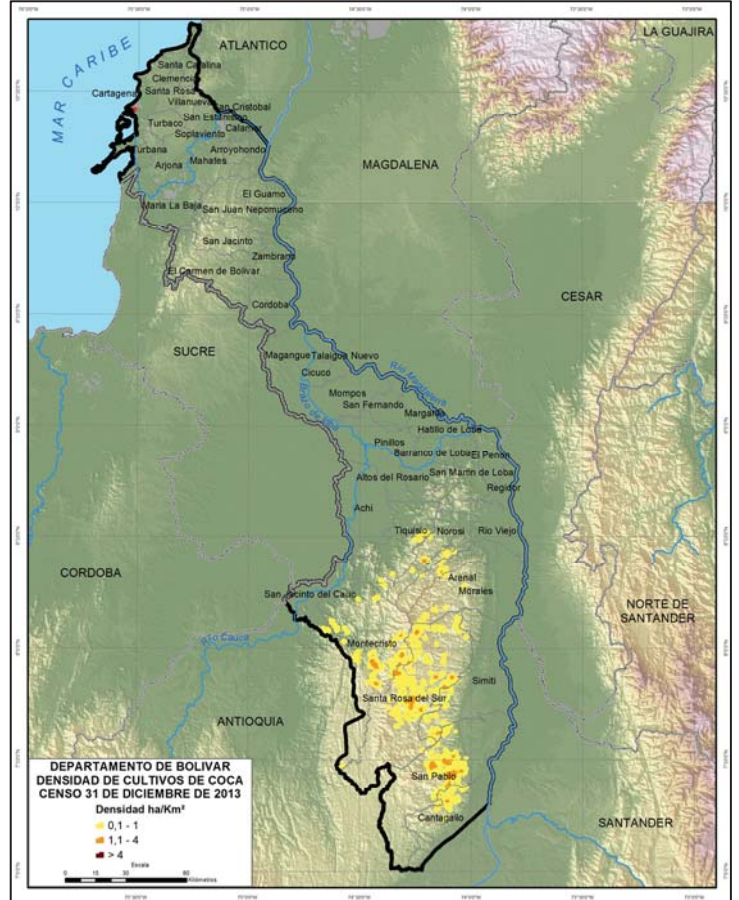 LA GUAJIRA
ATLANTICO
MAR CARIBE
Santa Catalina
Clemencia
Cartagena
Santa Rosa
Villanueva
San Cristobal
San Estanislao
Turbaco
Calamar
Soplaviento
Turbana
Arroyohondo
Mahates
Arjona
MAGDALENA
El Guamo
Maria La Baja
San Juan Nepomuceno
San Jacinto
Zambrano
El Carmen de Bolivar
CESAR
Cordoba
SUCRE
Magangue
Talaigua Nuevo
Cicuco
Rio Magdalena
Mompos
San Fernando
Margarita
Hatillo de Loba
Pinillos
Barranco de Loba
El Penon
San Martin de Loba
Altos del Rosario
Regidor
Achi
Tiquisio
Norosi
Rio Viejo
CORDOBA
Arenal
Morales
San Jacinto del Cauc
NORTE DE
SANTANDER
Rio Cauca
Montecristo
Simiti
Santa Rosa del Sur
ANTIOQUIA
San Pablo
Cantagallo
SANTANDER
DEPARTAMENTO DE BOLIVAR
DENSIDAD DE CULTIVOS DE COCA
CENSO 31 DE DICIEMBRE DE 2013
Densidad ha/Km²
0,1 - 1
1,1 - 4
> 4
Escala
0 15 30 60
Kilómetros